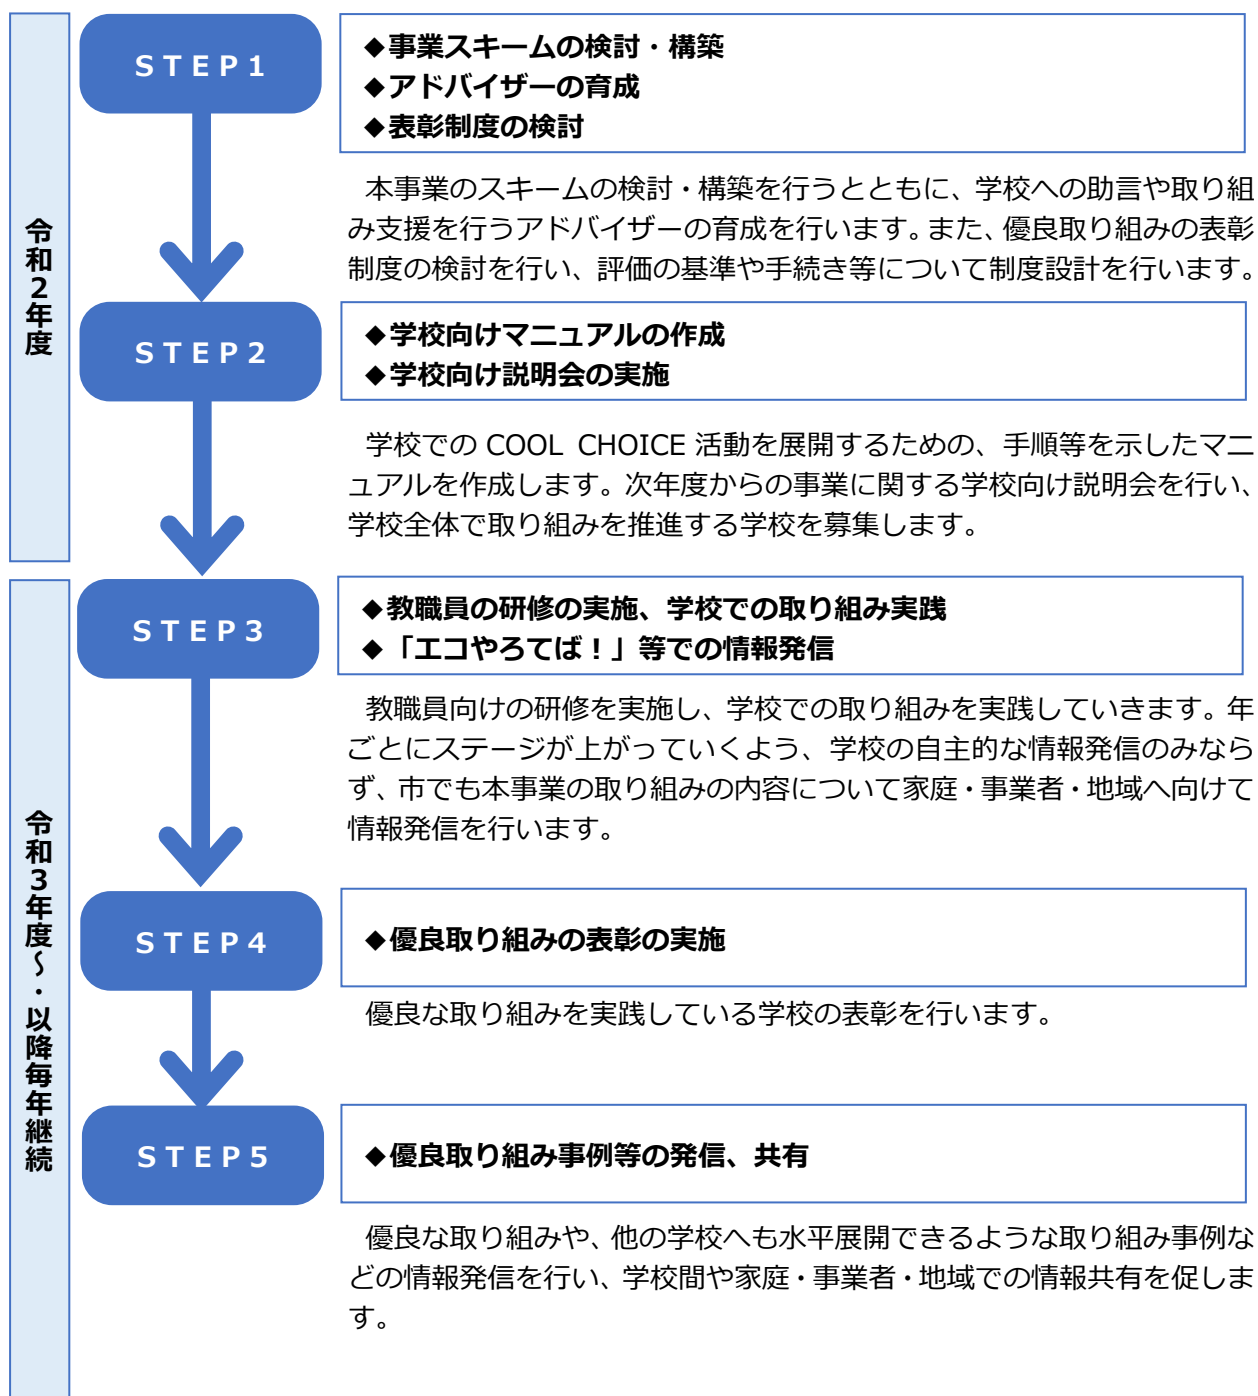 令和2年度
STEP1
◆事業スキームの検討・構築
◆アドバイザーの育成
◆表彰制度の検討
本事業のスキームの検討・構築を行うとともに、学校への助言や取り組
み支援を行うアドバイザーの育成を行います。また、優良取り組みの表彰
制度の検討を行い、評価の基準や手続き等について制度設計を行います。
STEP2
◆学校向けマニュアルの作成
◆学校向け説明会の実施
学校での COOL CHOICE 活動を展開するための、手順等を示したマニ
ュアルを作成します。次年度からの事業に関する学校向け説明会を行い、
学校全体で取り組みを推進する学校を募集します。
令和3年度~・以降毎年継続
STEP3
◆教職員の研修の実施、学校での取り組み実践
◆「エコやろてば！」等での情報発信
教職員向けの研修を実施し、学校での取り組みを実践していきます。年
ごとにステージが上がっていくよう、学校の自主的な情報発信のみなら
ず、市でも本事業の取り組みの内容について家庭・事業者・地域へ向けて
情報発信を行います。
STEP4
◆優良取り組みの表彰の実施
優良な取り組みを実践している学校の表彰を行います。
STEP5
◆優良取り組み事例等の発信、共有
優良な取り組みや、他の学校へも水平展開できるような取り組み事例な
どの情報発信を行い、学校間や家庭・事業者・地域での情報共有を促しま
す。